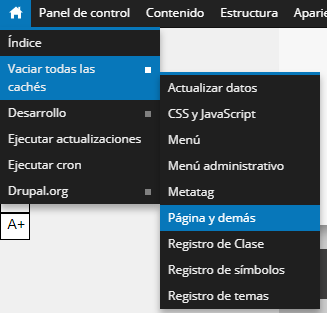 Panel de control Contenido Estructura Aparie
Índice
Vaciar todas las
cachés
Desarrollo
Ejecutar actualizaciones
Ejecutar cron
Drupal.org
Actualizar datos
CSS y JavaScript
Menú
Menú administrativo
Metatag
Página y demás
Registro de Clase
Registro de símbolos
Registro de temas
A+